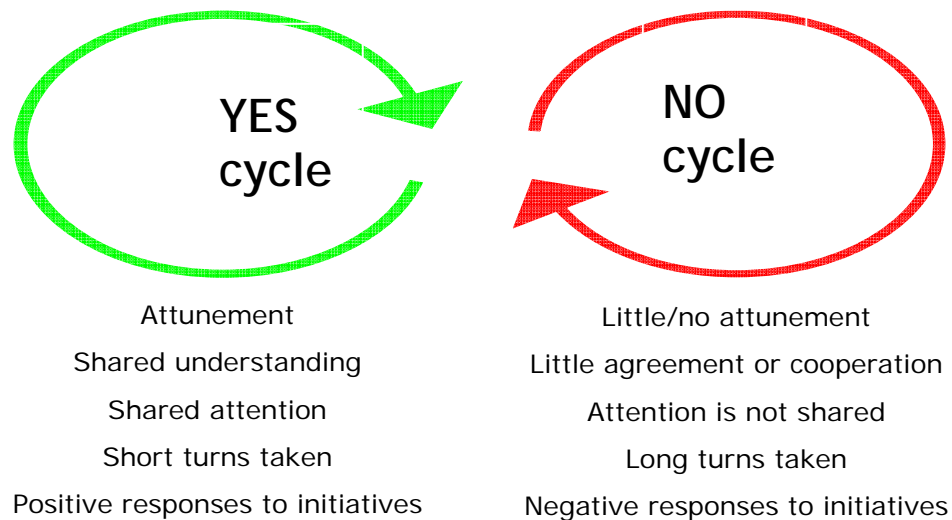 YES
cycle
NO
cycle
Attunement
Shared understanding
Shared attention
Short turns taken
Positive responses to initiatives
Little/no attunement
Little agreement or cooperation
Attention is not shared
Long turns taken
Negative responses to initiatives